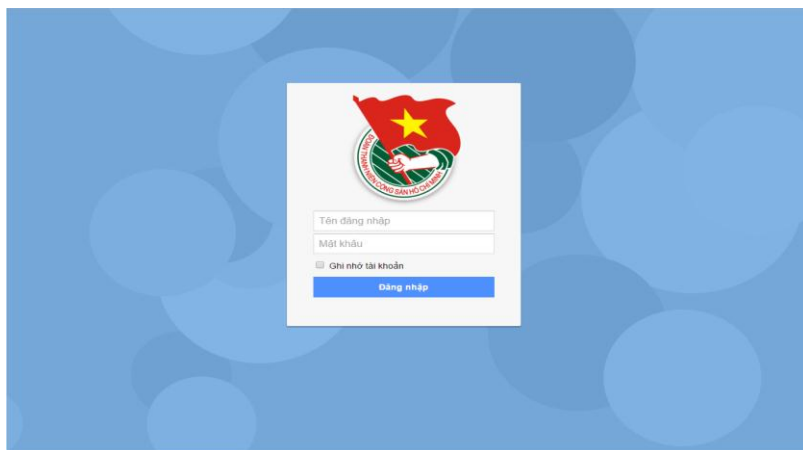 ĐOÀN THANH NIÊN CỘNG SẢN HỒ CHÍ MINH
Tên đăng nhập
Mật khẩu
Ghi nhớ tài khoản
Đăng nhập